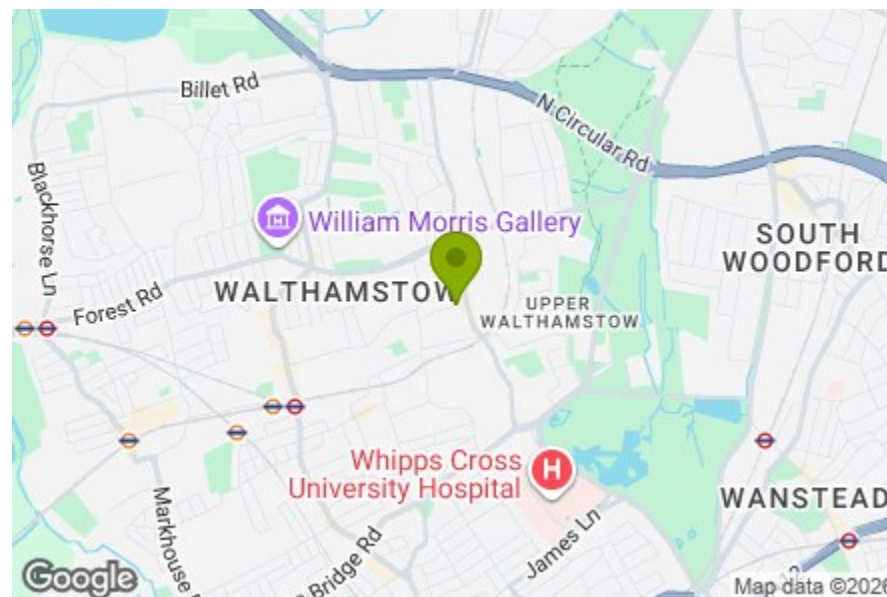 Billet Rd
N Circular Rd
Blackhorse Ln
William Morris Gallery
SOUTH
WOODFORD
Forest Rd
WALTHAMSTOW
UPPER
WALTHAMSTOW
Whipps Cross
University Hospital
H
WANSTEAD
Markhouse
Bridge Rd
James Ln
Google
Map data ©2026